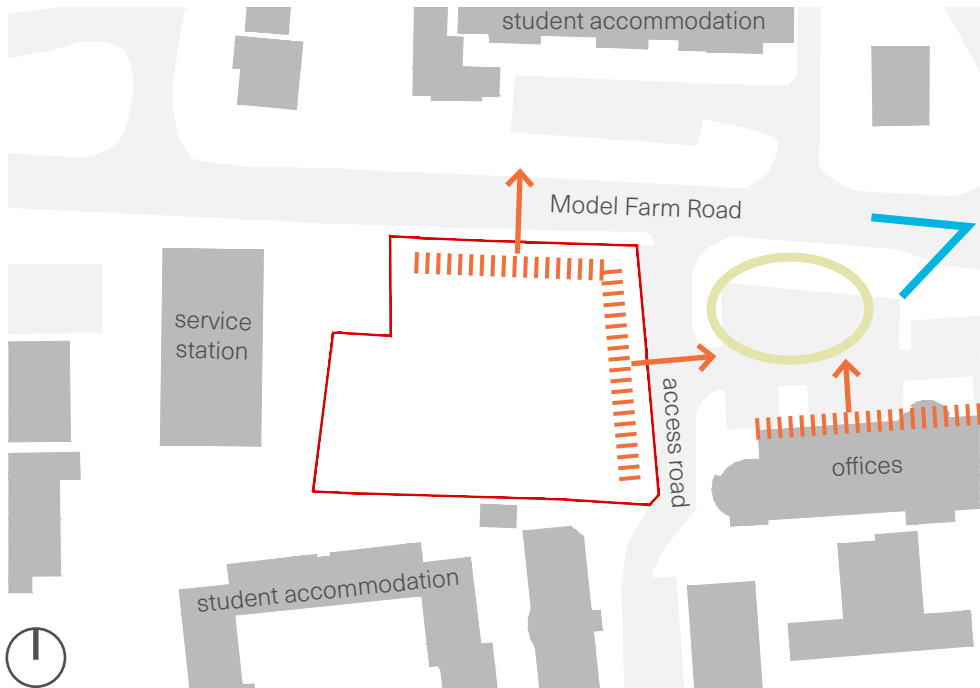 student accommodation
Model Farm Road
service
station
access road
offices
student accommodation